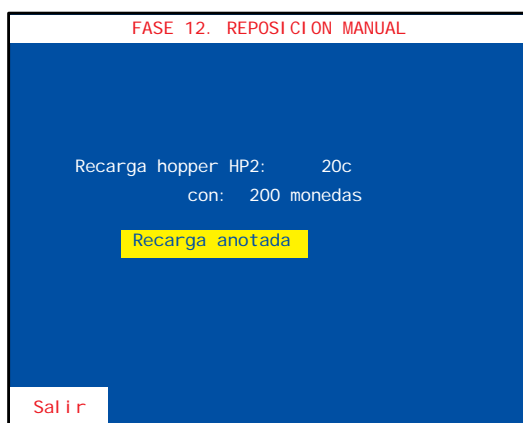 FASE 12. REPOSICION MANUAL
Recarga hopper HP2: 20c
con: 200 monedas
Recarga anotada
Salir